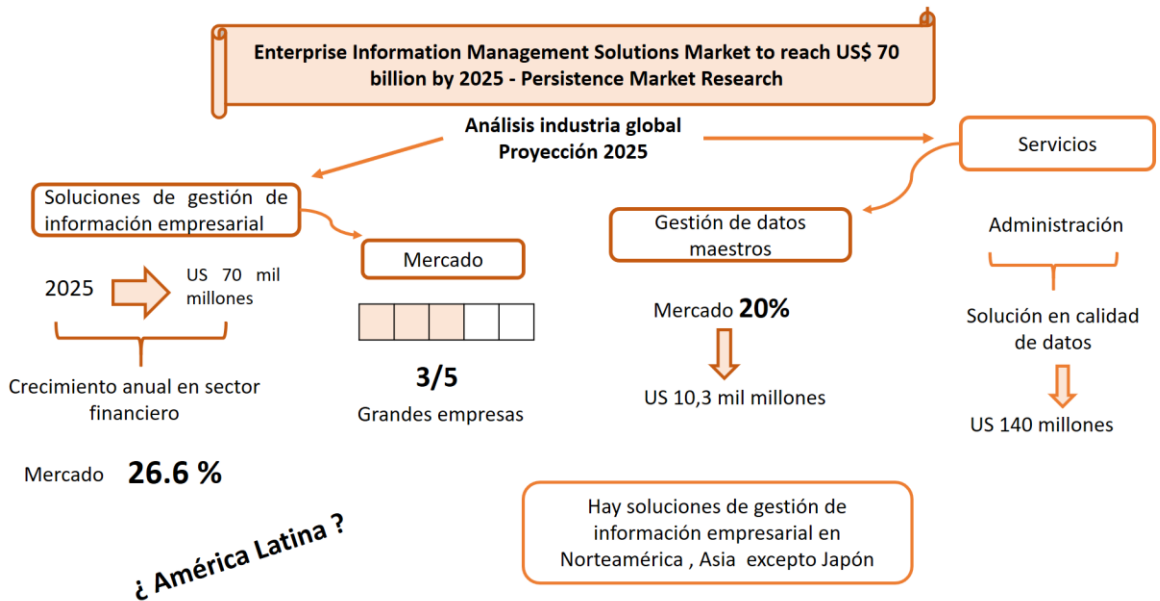 Enterprise Information Management Solutions Market to reach US$ 70
billion by 2025 - Persistence Market Research
Análisis industria global
Proyección 2025
Servicios
Soluciones de gestión de
información empresarial
Mercado
Gestión de datos
maestros
Administración
2025
US 70 mil
millones
3/5
Grandes empresas
Mercado 20%
US 10,3 mil millones
Solución en calidad
de datos
US 140 millones
Crecimiento anual en sector
financiero
Mercado 26.6 %
¿ América Latina ?
Hay soluciones de gestión de
información empresarial en
Norteamérica , Asia excepto Japón